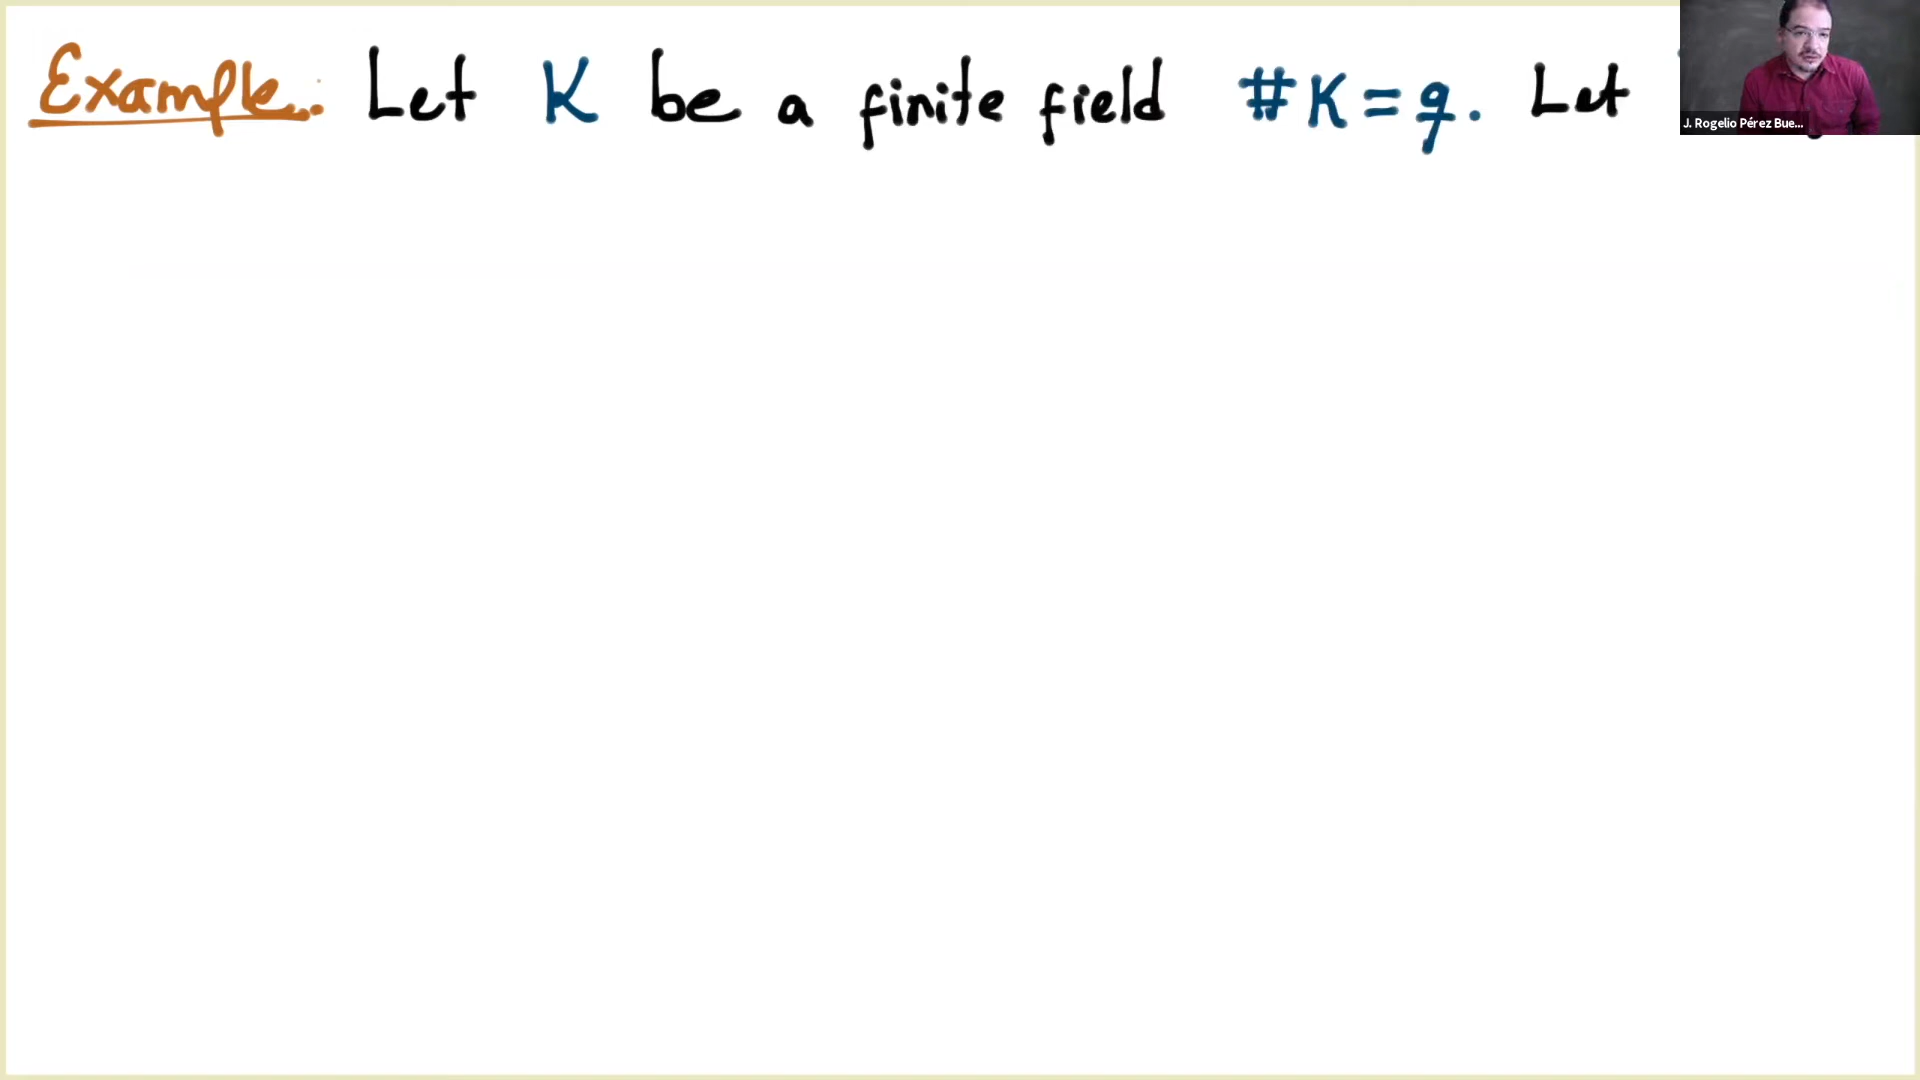 Example.: Let K be a finite field #K=q. Let
J. Rogelio Pérez Bue...